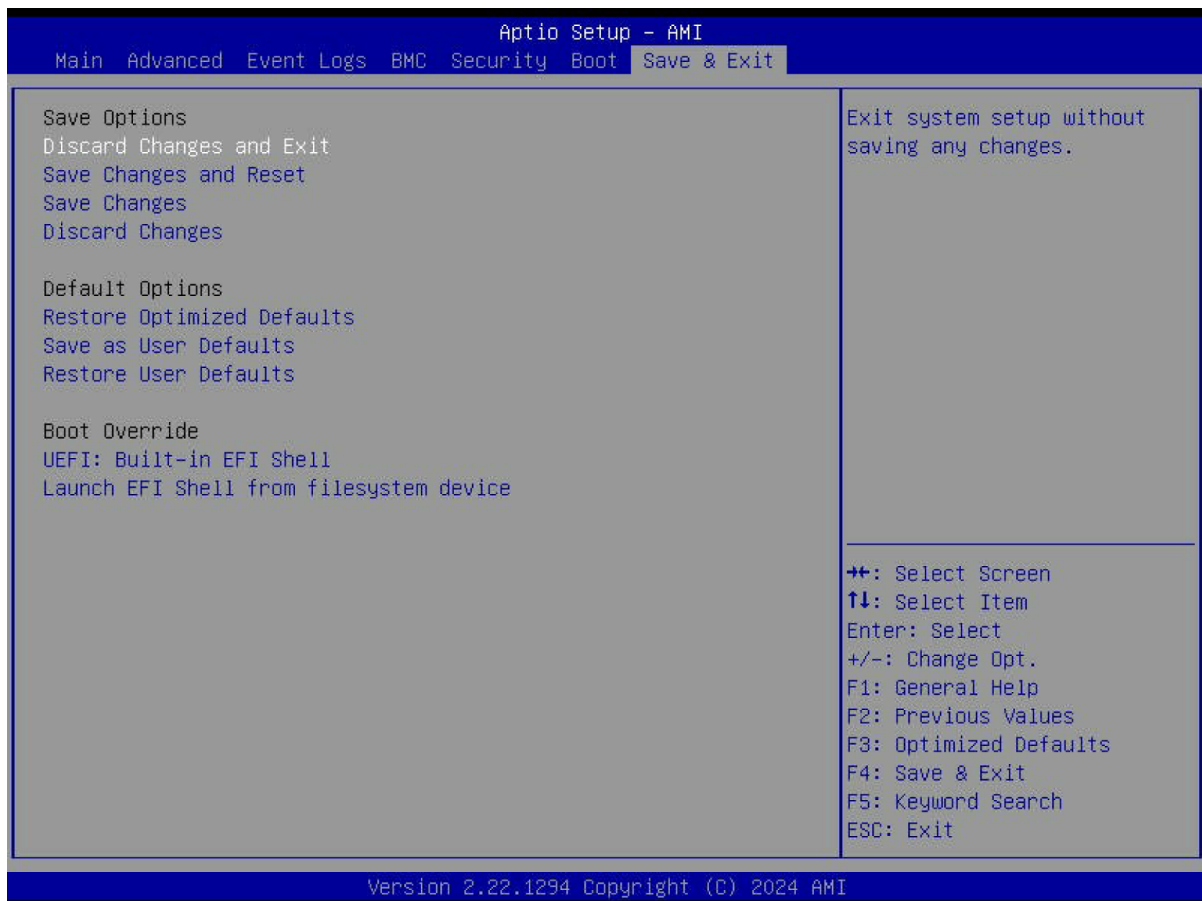 Aptio Setup – AMI
Main Advanced Event Logs BMC Security Boot Save & Exit
Save Options
Discard Changes and Exit
Save Changes and Reset
Save Changes
Discard Changes
Default Options
Restore Optimized Defaults
Save as User Defaults
Restore User Defaults
Boot Override
UEFI: Built-in EFI Shell
Launch EFI Shell from filesystem device
Exit system setup without
saving any changes.
→←: Select Screen
↑↓: Select Item
Enter: Select
+/-: Change Opt.
F1: General Help
F2: Previous Values
F3: Optimized Defaults
F4: Save & Exit
F5: Keyword Search
ESC: Exit
Version 2.22.1294 Copyright (C) 2024 AMI